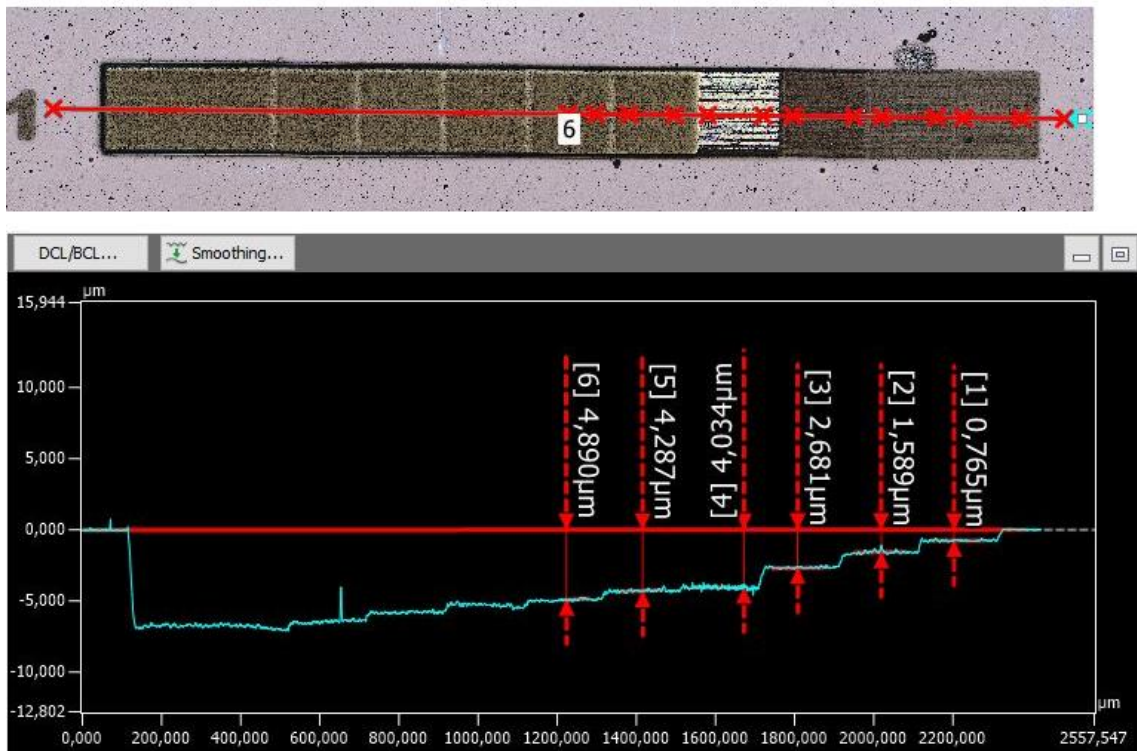 1
6
DCL/BCL... Smoothing...
µm
15,944
10,000
5,000
0,000
-5,000
-10,000
-12,802
[6] 4,890µm
[5] 4,287µm
[4] 4,034µm
[3] 2,681µm
[2] 1,589µm
[1] 0,765µm
µm
0,000 200,000 400,000 600,000 800,000 1000,000 1200,000 1400,000 1600,000 1800,000 2000,000 2200,000 2557,547